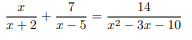 x/(x + 2) + 7/(x − 5) = 14/(x² − 3x − 10)